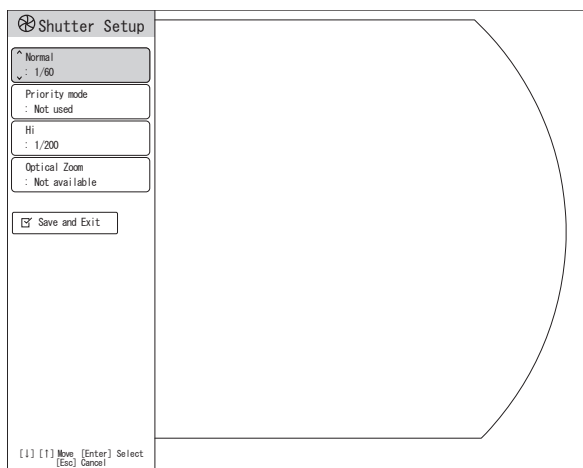 Shutter Setup
Normal
: 1/60
Priority mode
: Not used
Hi
: 1/200
Optical Zoom
: Not available
Save and Exit
[↓] [↑] Move [Enter] Select
[Esc] Cancel